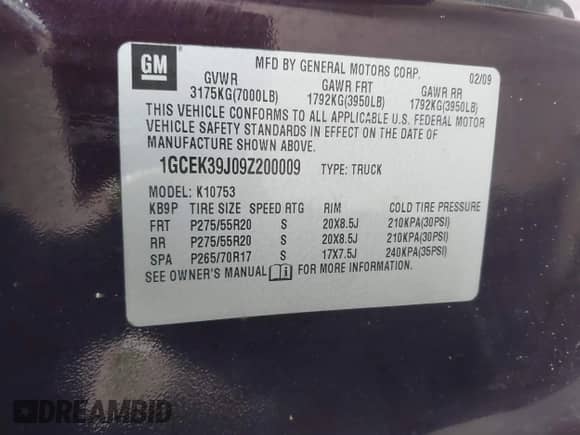 GM
MFD BY GENERAL MOTORS CORP. 02/09
GVWR GAWR FRT GAWR RR
3175KG(7000LB) 1792KG(3950LB) 1792KG(3950LB)
THIS VEHICLE CONFORMS TO ALL APPLICABLE U.S. FEDERAL MOTOR
VEHICLE SAFETY STANDARDS IN EFFECT ON THE DATE OF
MANUFACTURE SHOWN ABOVE.
1GCEK39J09Z200009 TYPE: TRUCK
MODEL: K10753
KB9P TIRE SIZE SPEED RTG RIM COLD TIRE PRESSURE
FRT P275/55R20 S 20X8.5J 210KPA(30PSI)
RR P275/55R20 S 20X8.5J 210KPA(30PSI)
SPA P265/70R17 S 17X7.5J 240KPA(35PSI)
SEE OWNER'S MANUAL FOR MORE INFORMATION.
DREAMBID